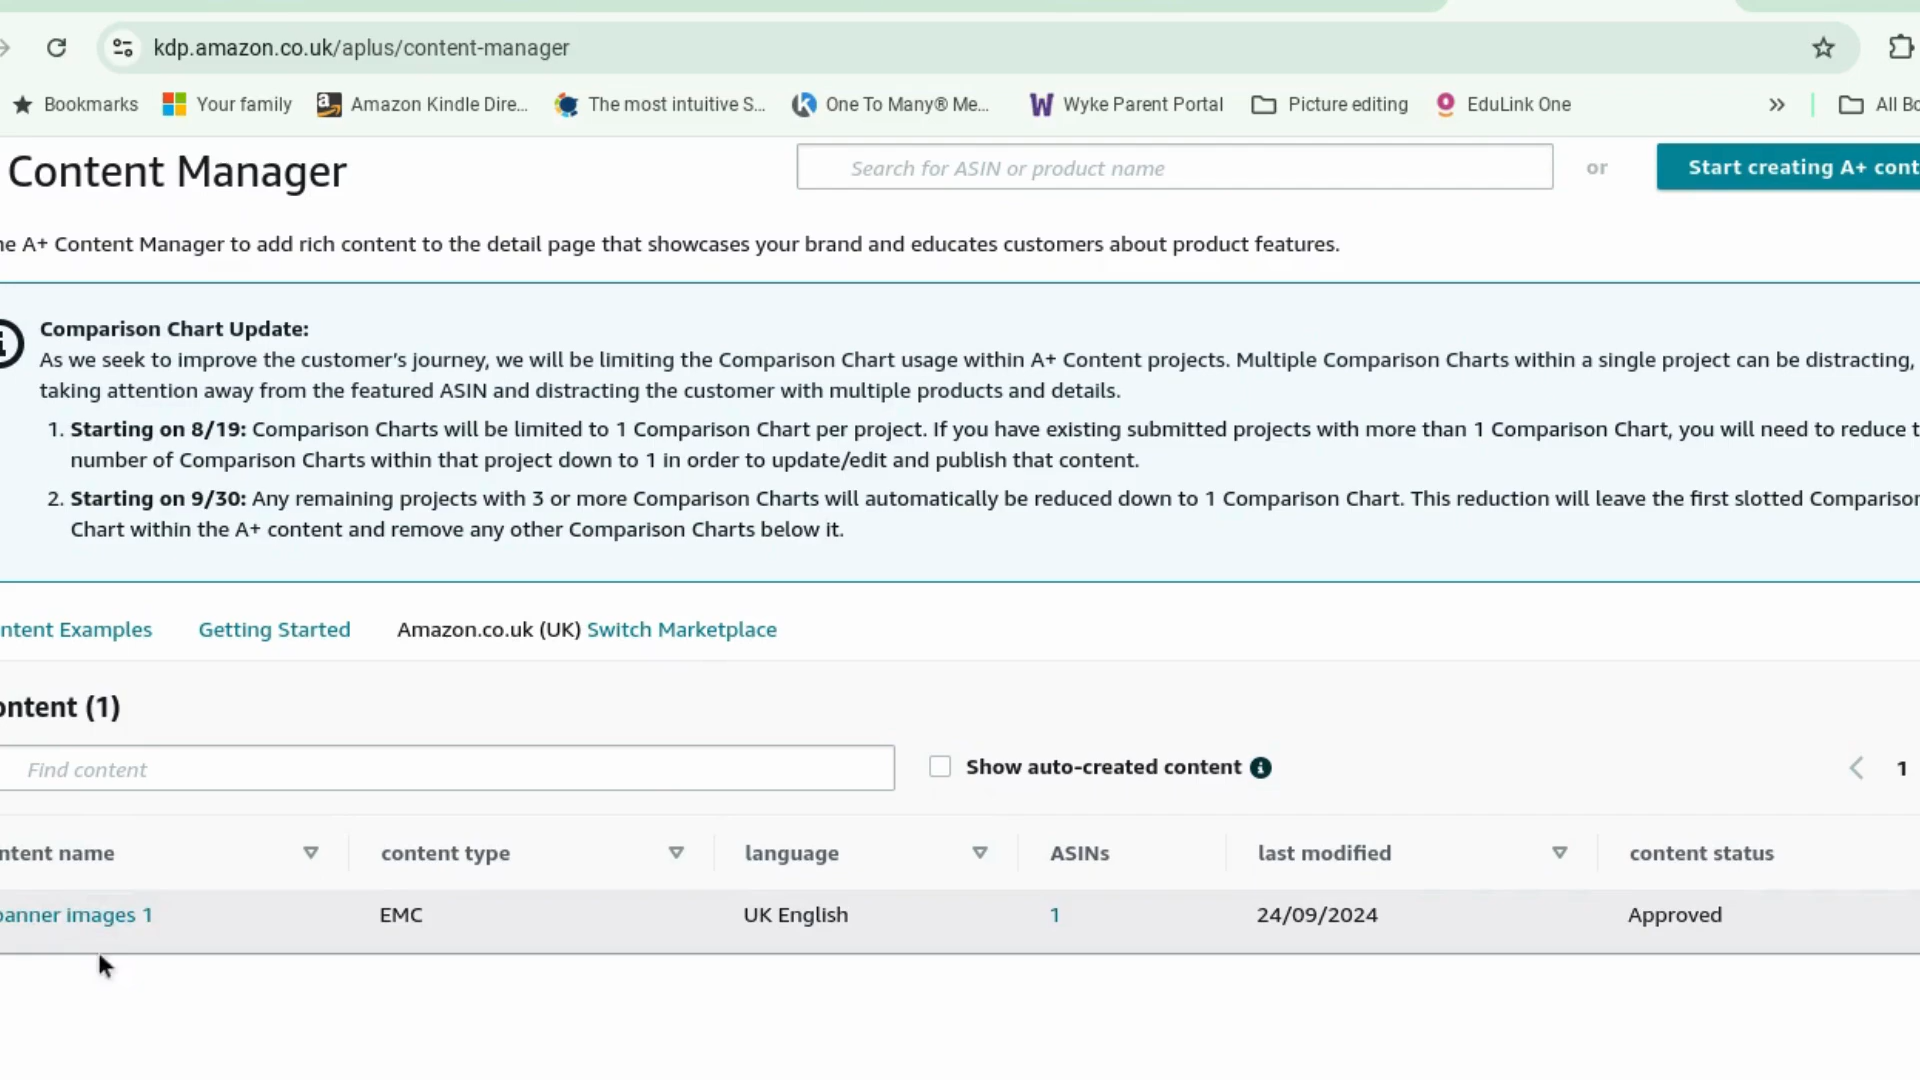 kdp.amazon.co.uk/aplus/content-manager
Bookmarks Your family Amazon Kindle Dire... The most intuitive S... One To Many® Me... Wyke Parent Portal Picture editing EduLink One » All Bo
Content Manager
Search for ASIN or product name
or
Start creating A+ cont
he A+ Content Manager to add rich content to the detail page that showcases your brand and educates customers about product features.
Comparison Chart Update:
As we seek to improve the customer's journey, we will be limiting the Comparison Chart usage within A+ Content projects. Multiple Comparison Charts within a single project can be distracting,
taking attention away from the featured ASIN and distracting the customer with multiple products and details.
1. Starting on 8/19: Comparison Charts will be limited to 1 Comparison Chart per project. If you have existing submitted projects with more than 1 Comparison Chart, you will need to reduce t
number of Comparison Charts within that project down to 1 in order to update/edit and publish that content.
2. Starting on 9/30: Any remaining projects with 3 or more Comparison Charts will automatically be reduced down to 1 Comparison Chart. This reduction will leave the first slotted Comparison
Chart within the A+ content and remove any other Comparison Charts below it.
ntent Examples Getting Started Amazon.co.uk (UK) Switch Marketplace
ontent (1)
Find content
Show auto-created content
1
ntent name content type language ASINs last modified content status
banner images 1 EMC UK English 1 24/09/2024 Approved